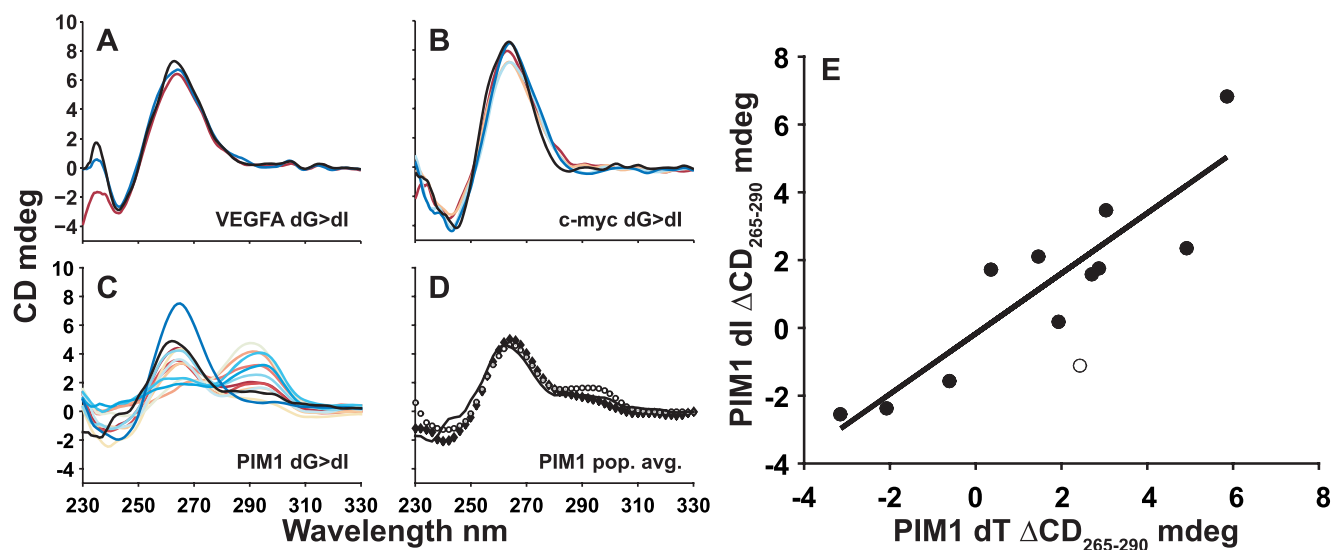 A
B
C
D
E
CD mdeg
10
8
6
4
2
0
−2
−4
VEGFA dG>dI
c-myc dG>dI
10
8
6
4
2
0
-2
-4
PIM1 dG>dI
PIM1 pop. avg.
230 250 270 290 310 330
230 250 270 290 310 330
Wavelength nm
PIM1 dI ΔCD265-290 mdeg
8
6
4
2
0
-2
-4
-4 -2 0 2 4 6 8
PIM1 dT ΔCD265-290 mdeg